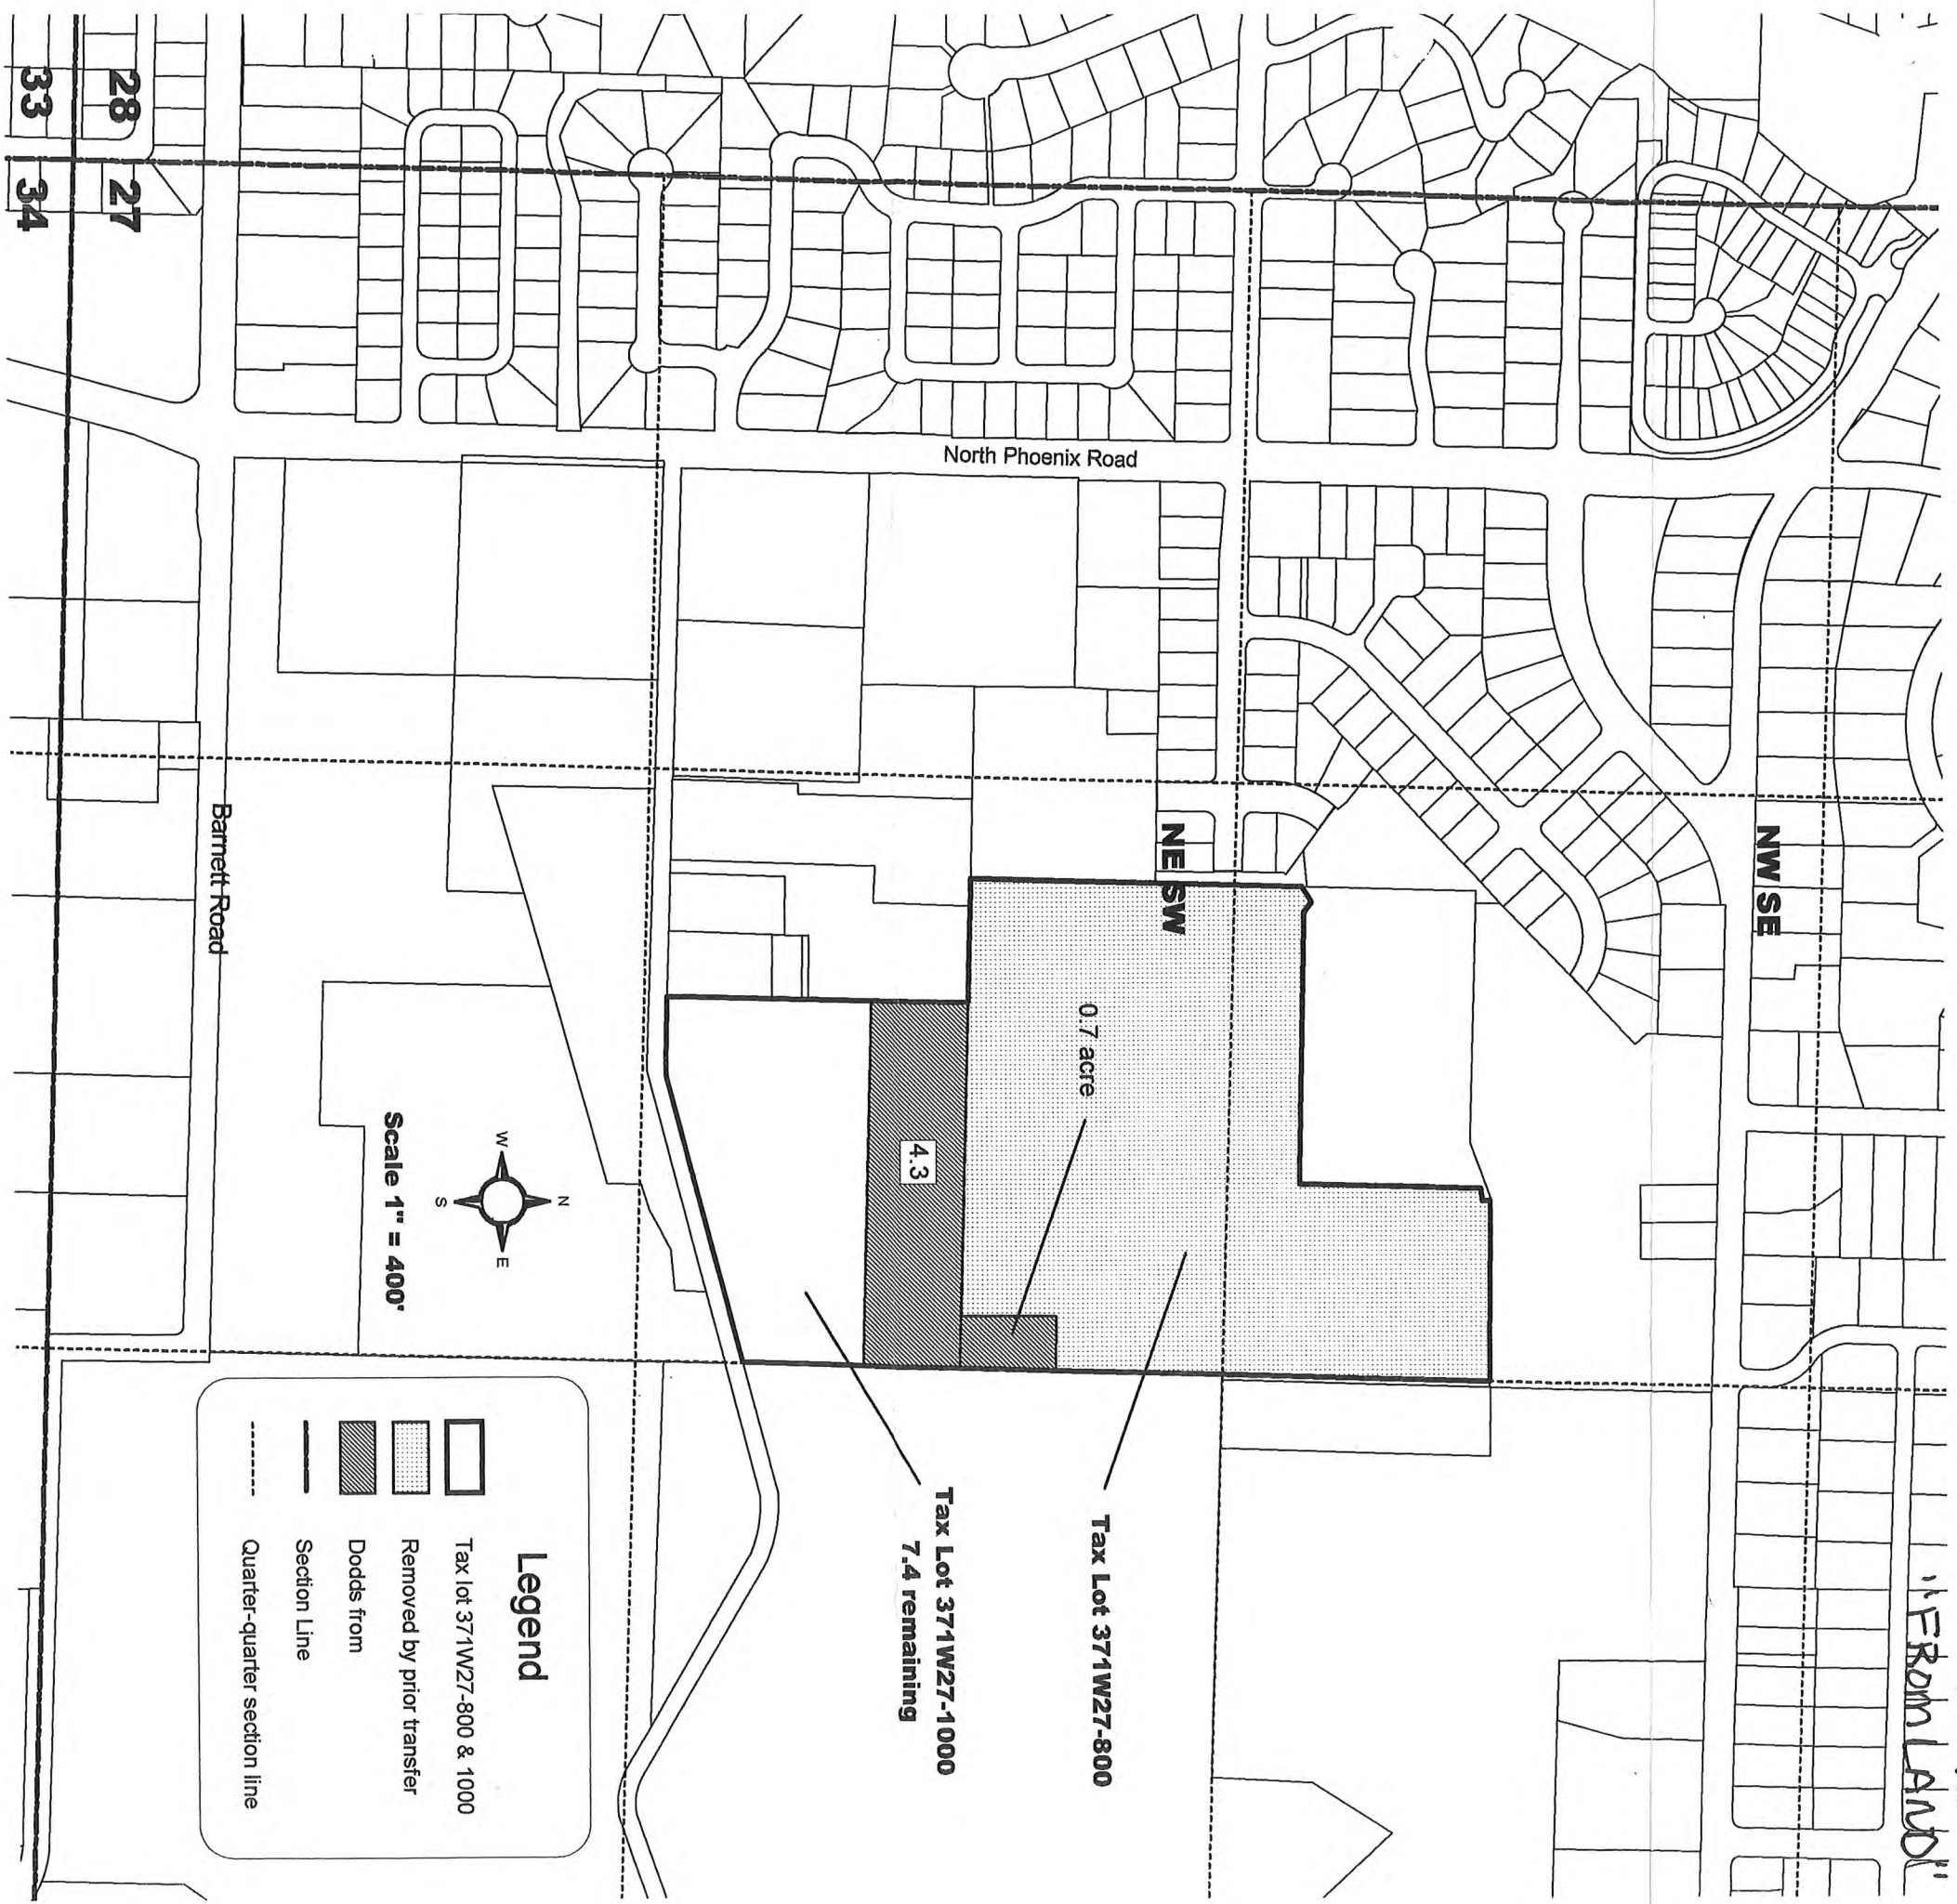 "FROM LAND"
28
27
33
34
North Phoenix Road
NW SE
NE SW
Barnett Road
0.7 acre
4.3
Tax Lot 371W27-800
Tax Lot 371W27-1000
7.4 remaining
W
N
S
E
Scale 1" = 400'
Legend
Tax lot 371W27-800 & 1000
Removed by prior transfer
Dodds from
Section Line
Quarter-quarter section line